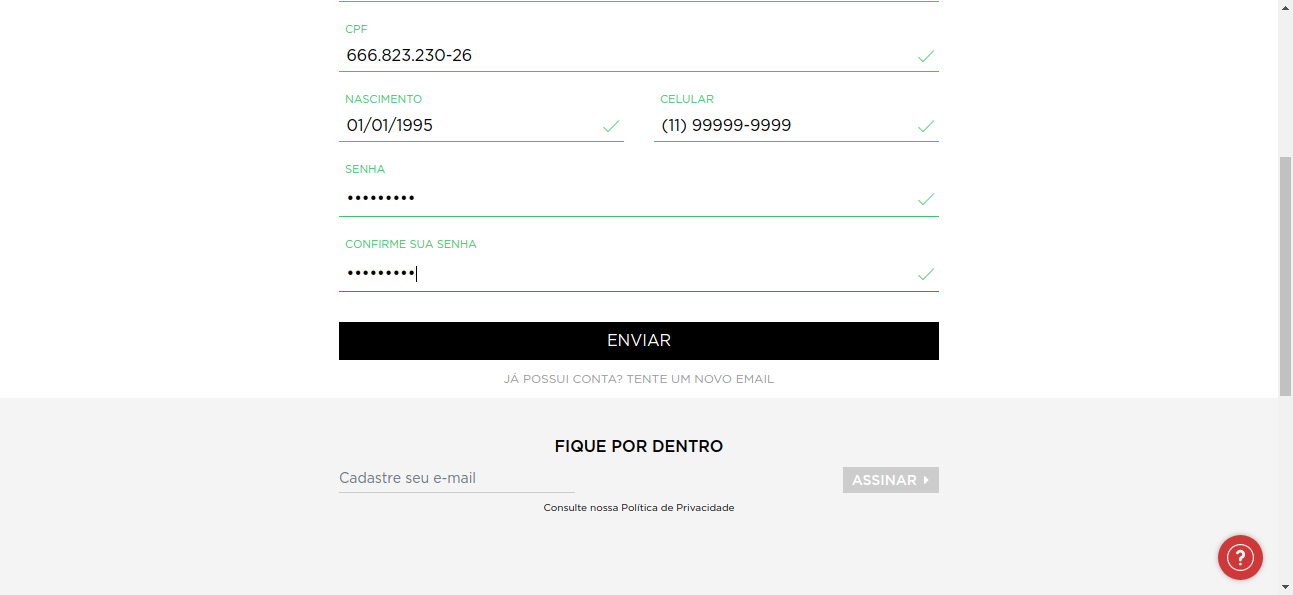 CPF
666.823.230-26
NASCIMENTO CELULAR
01/01/1995 (11) 99999-9999
SENHA
•••••••••
CONFIRME SUA SENHA
•••••••••
ENVIAR
JÁ POSSUI CONTA? TENTE UM NOVO EMAIL
FIQUE POR DENTRO
Cadastre seu e-mail ASSINAR
Consulte nossa Política de Privacidade
?